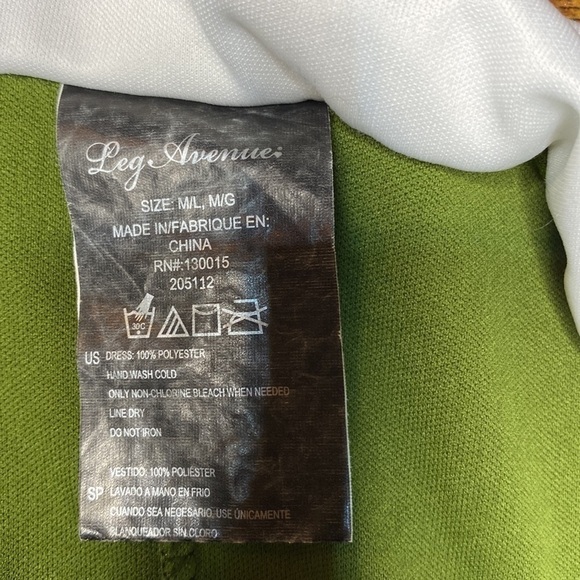 Leg Avenue
SIZE: M/L, M/G
MADE IN/FABRIQUE EN:
CHINA
RN#:130015
205112
30C
US DRESS: 100% POLYESTER
HAND WASH COLD
ONLY NON-CHLORINE BLEACH WHEN NEEDED
LINE DRY
DO NOT IRON
VESTIDO: 100% POLIESTER
SP LAVADO A MANO EN FRIO
CUANDO SEA NECESARIO, USE ÚNICAMENTE
BLANQUEADOR SIN CLORO